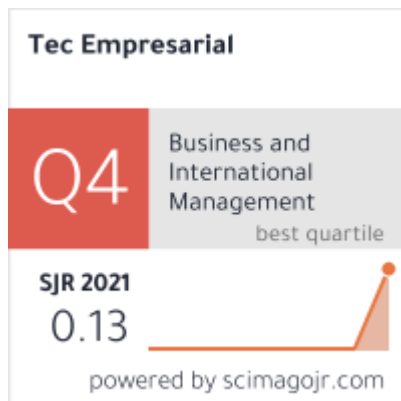 Tec Empresarial
Q4
Business and
International
Management
best quartile
SJR 2021
0.13
powered by scimagojr.com